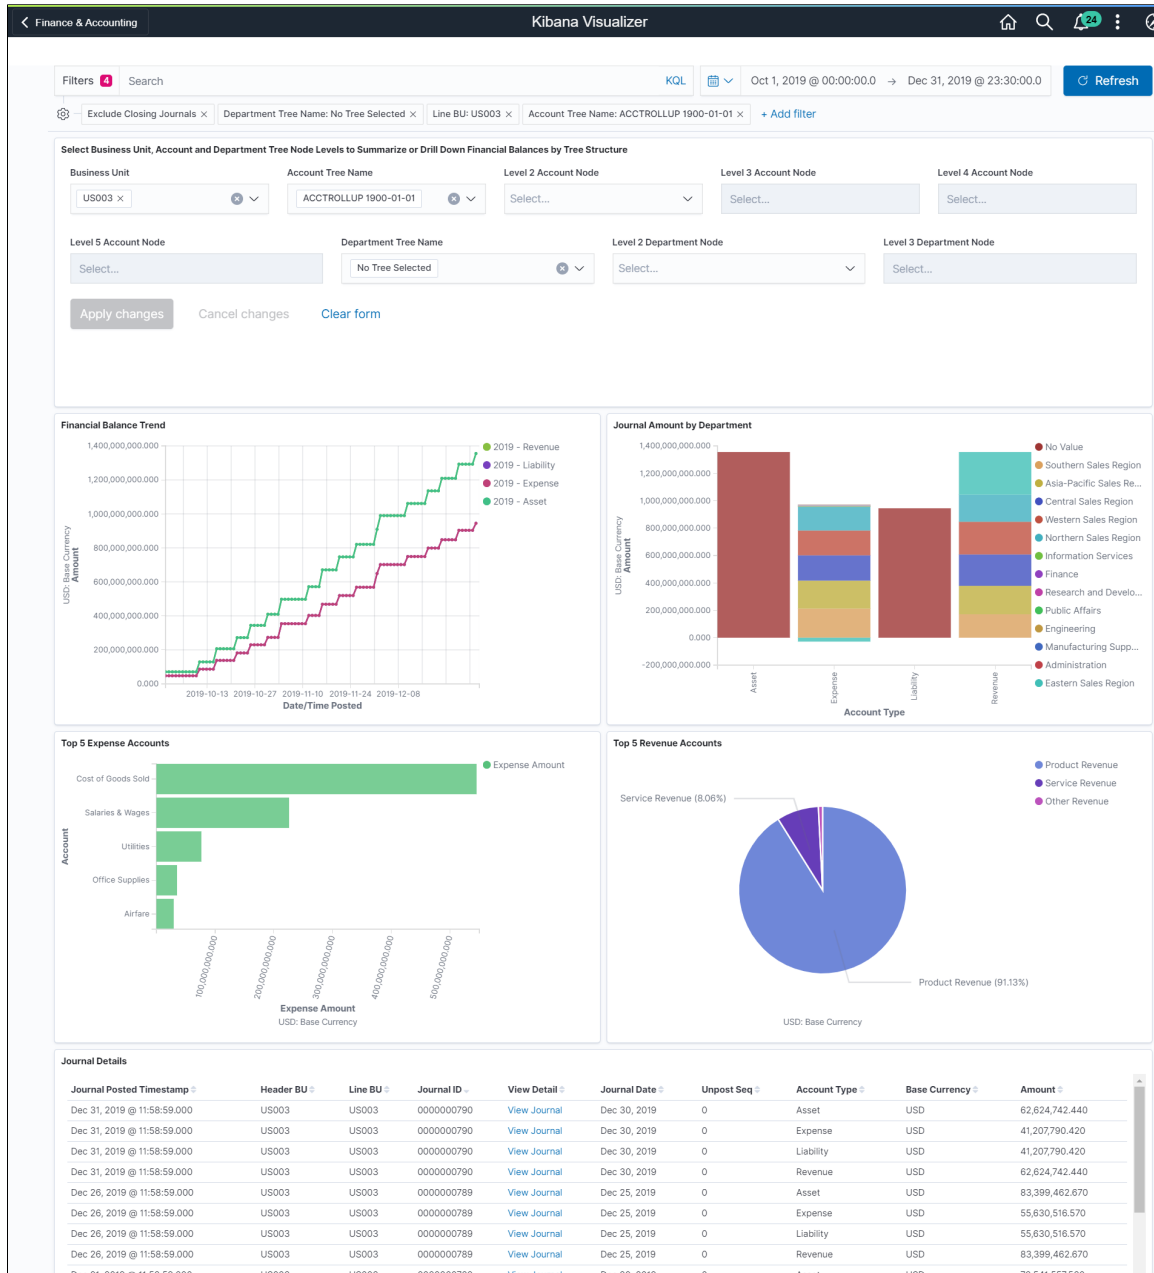 Finance & Accounting
Kibana Visualizer
24
Filters 4 Search KQL Oct 1, 2019 @ 00:00:00.0 → Dec 31, 2019 @ 23:30:00.0 Refresh
Exclude Closing Journals × Department Tree Name: No Tree Selected × Line BU: US003 × Account Tree Name: ACCTROLLUP 1900-01-01 × + Add filter
Select Business Unit, Account and Department Tree Node Levels to Summarize or Drill Down Financial Balances by Tree Structure
Business Unit Account Tree Name Level 2 Account Node Level 3 Account Node Level 4 Account Node
US003 × ACCTROLLUP 1900-01-01 Select... Select... Select...
Level 5 Account Node Department Tree Name Level 2 Department Node Level 3 Department Node
Select... No Tree Selected Select... Select...
Apply changes Cancel changes Clear form
Financial Balance Trend
1,400,000,000.000
1,200,000,000.000
1,000,000,000.000
800,000,000.000
600,000,000.000
400,000,000.000
200,000,000.000
0.000
USD: Base Currency
Amount
2019-10-13 2019-10-27 2019-11-10 2019-11-24 2019-12-08
Date/Time Posted
2019 - Revenue
2019 - Liability
2019 - Expense
2019 - Asset
Journal Amount by Department
1,400,000,000.000
1,200,000,000.000
1,000,000,000.000
800,000,000.000
600,000,000.000
400,000,000.000
200,000,000.000
0.000
-200,000,000.000
USD: Base Currency
Amount
Asset
Expense
Liability
Revenue
Account Type
No Value
Southern Sales Region
Asia-Pacific Sales Re...
Central Sales Region
Western Sales Region
Northern Sales Region
Information Services
Finance
Research and Develo...
Public Affairs
Engineering
Manufacturing Supp...
Administration
Eastern Sales Region
Top 5 Expense Accounts
Account
Cost of Goods Sold
Salaries & Wages
Utilities
Office Supplies
Airfare
100,000,000.000
200,000,000.000
300,000,000.000
400,000,000.000
500,000,000.000
Expense Amount
USD: Base Currency
Expense Amount
Top 5 Revenue Accounts
Service Revenue (8.06%)
Product Revenue (91.13%)
USD: Base Currency
Product Revenue
Service Revenue
Other Revenue
Journal Details
Journal Posted Timestamp Header BU Line BU Journal ID View Detail Journal Date Unpost Seq Account Type Base Currency Amount
Dec 31, 2019 @ 11:58:59.000 US003 US003 0000000790 View Journal Dec 30, 2019 0 Asset USD 62,624,742.440
Dec 31, 2019 @ 11:58:59.000 US003 US003 0000000790 View Journal Dec 30, 2019 0 Expense USD 41,207,790.420
Dec 31, 2019 @ 11:58:59.000 US003 US003 0000000790 View Journal Dec 30, 2019 0 Liability USD 41,207,790.420
Dec 31, 2019 @ 11:58:59.000 US003 US003 0000000790 View Journal Dec 30, 2019 0 Revenue USD 62,624,742.440
Dec 26, 2019 @ 11:58:59.000 US003 US003 0000000789 View Journal Dec 25, 2019 0 Asset USD 83,399,462.670
Dec 26, 2019 @ 11:58:59.000 US003 US003 0000000789 View Journal Dec 25, 2019 0 Expense USD 55,630,516.570
Dec 26, 2019 @ 11:58:59.000 US003 US003 0000000789 View Journal Dec 25, 2019 0 Liability USD 55,630,516.570
Dec 26, 2019 @ 11:58:59.000 US003 US003 0000000789 View Journal Dec 25, 2019 0 Revenue USD 83,399,462.670